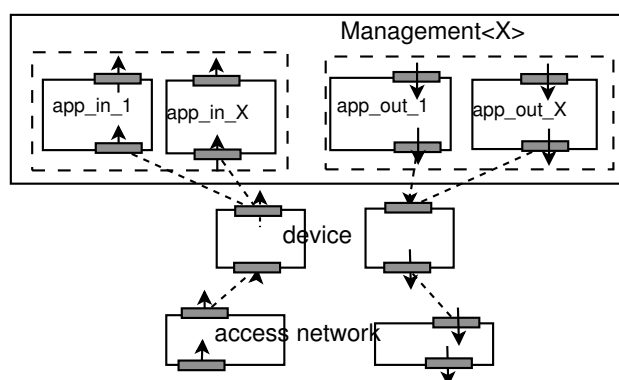 Management<X>
app_in_1
app_in_X
app_out_1
app_out_X
device
access network